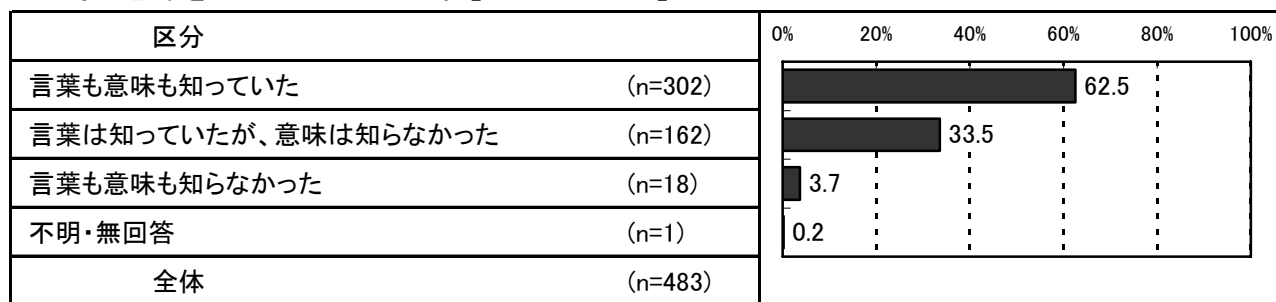 区分 0% 20% 40% 60% 80% 100%
言葉も意味も知っていた (n=302) 62.5
言葉は知っていたが、意味は知らなかった (n=162) 33.5
言葉も意味も知らなかった (n=18) 3.7
不明・無回答 (n=1) 0.2
全体 (n=483)